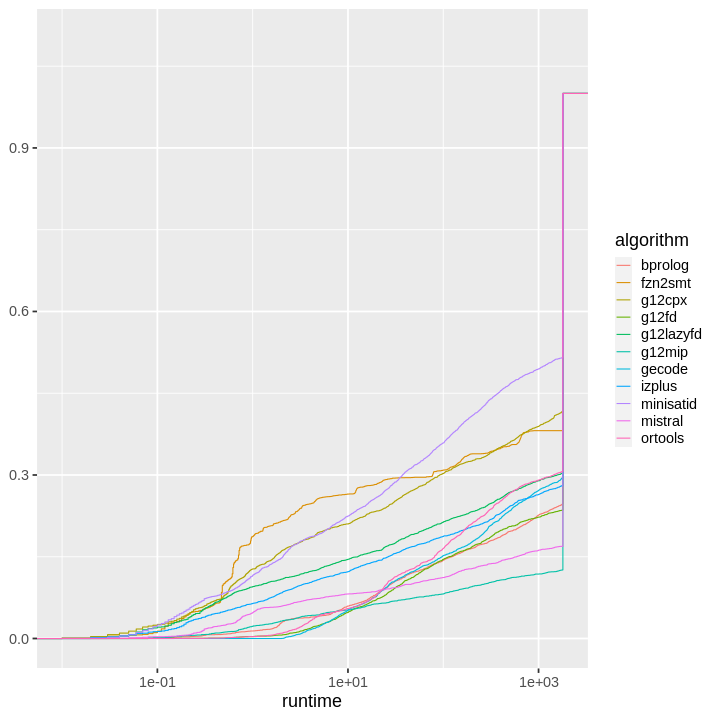 0.9
0.6
0.3
0.0
1e-01
1e+01
1e+03
runtime
algorithm
bprolog
fzn2smt
g12cpx
g12fd
g12lazyfd
g12mip
gecode
izplus
minisatid
mistral
ortools